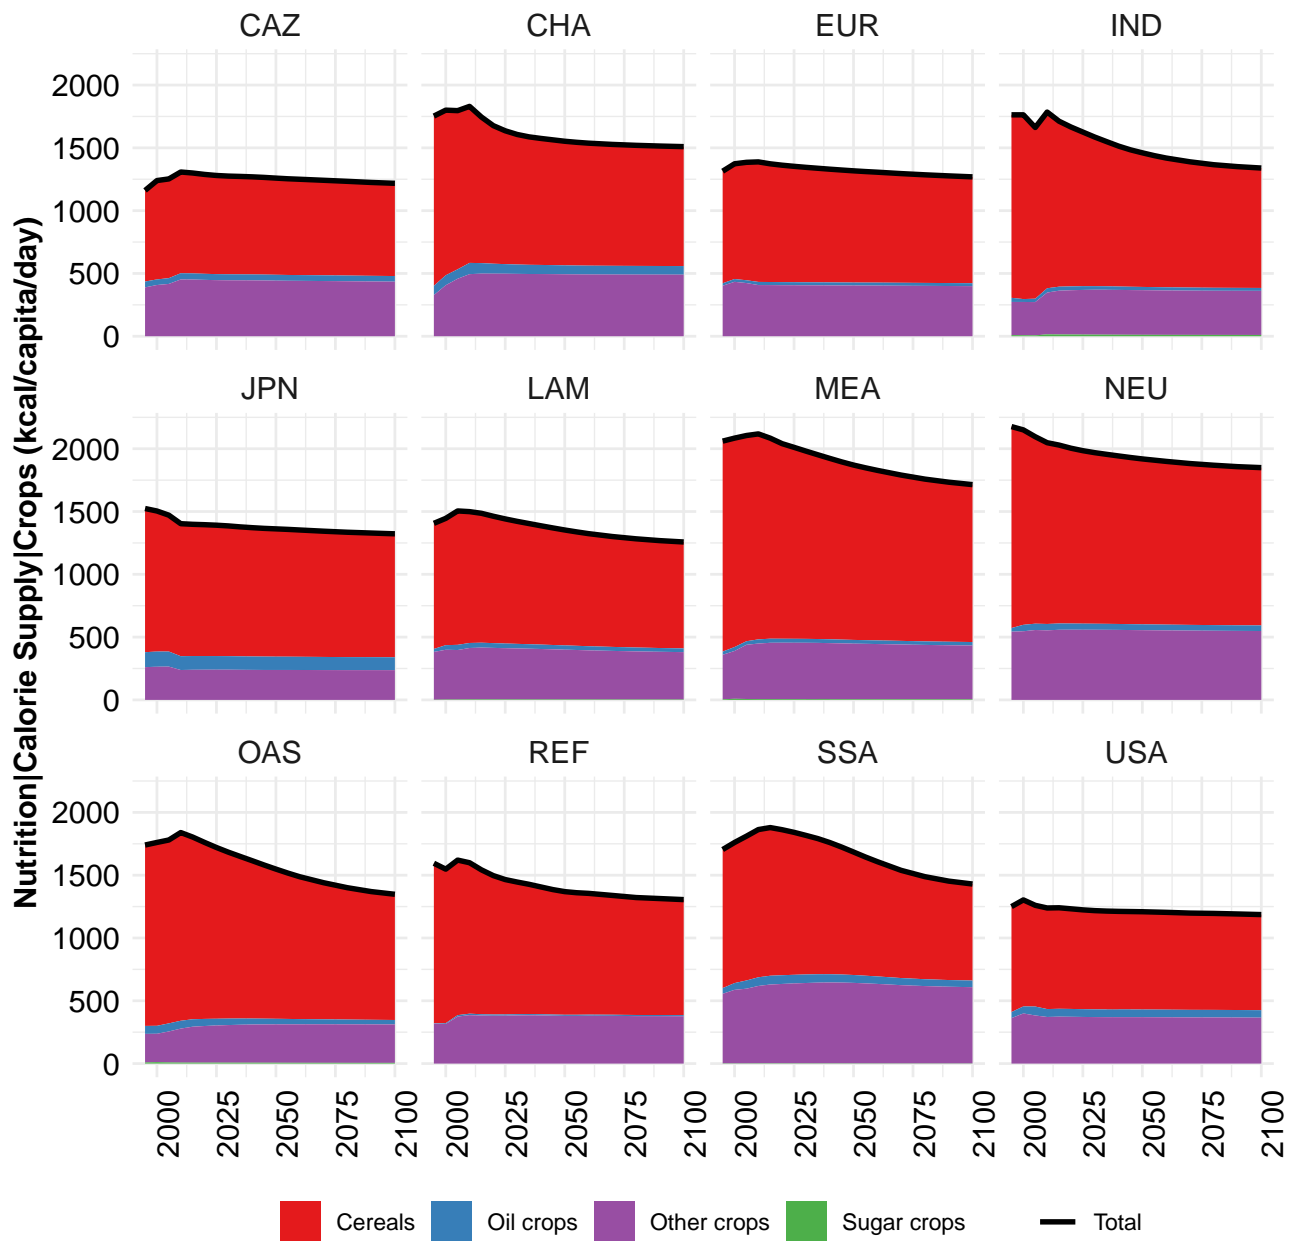 CAZ CHA EUR IND
2000
1500
1000
500
0
JPN LAM MEA NEU
2000
1500
1000
500
0
OAS REF SSA USA
2000
1500
1000
500
0
Nutrition|Calorie Supply|Crops (kcal/capita/day)
2000 2025 2050 2075 2100 2000 2025 2050 2075 2100 2000 2025 2050 2075 2100 2000 2025 2050 2075 2100
Cereals Oil crops Other crops Sugar crops Total